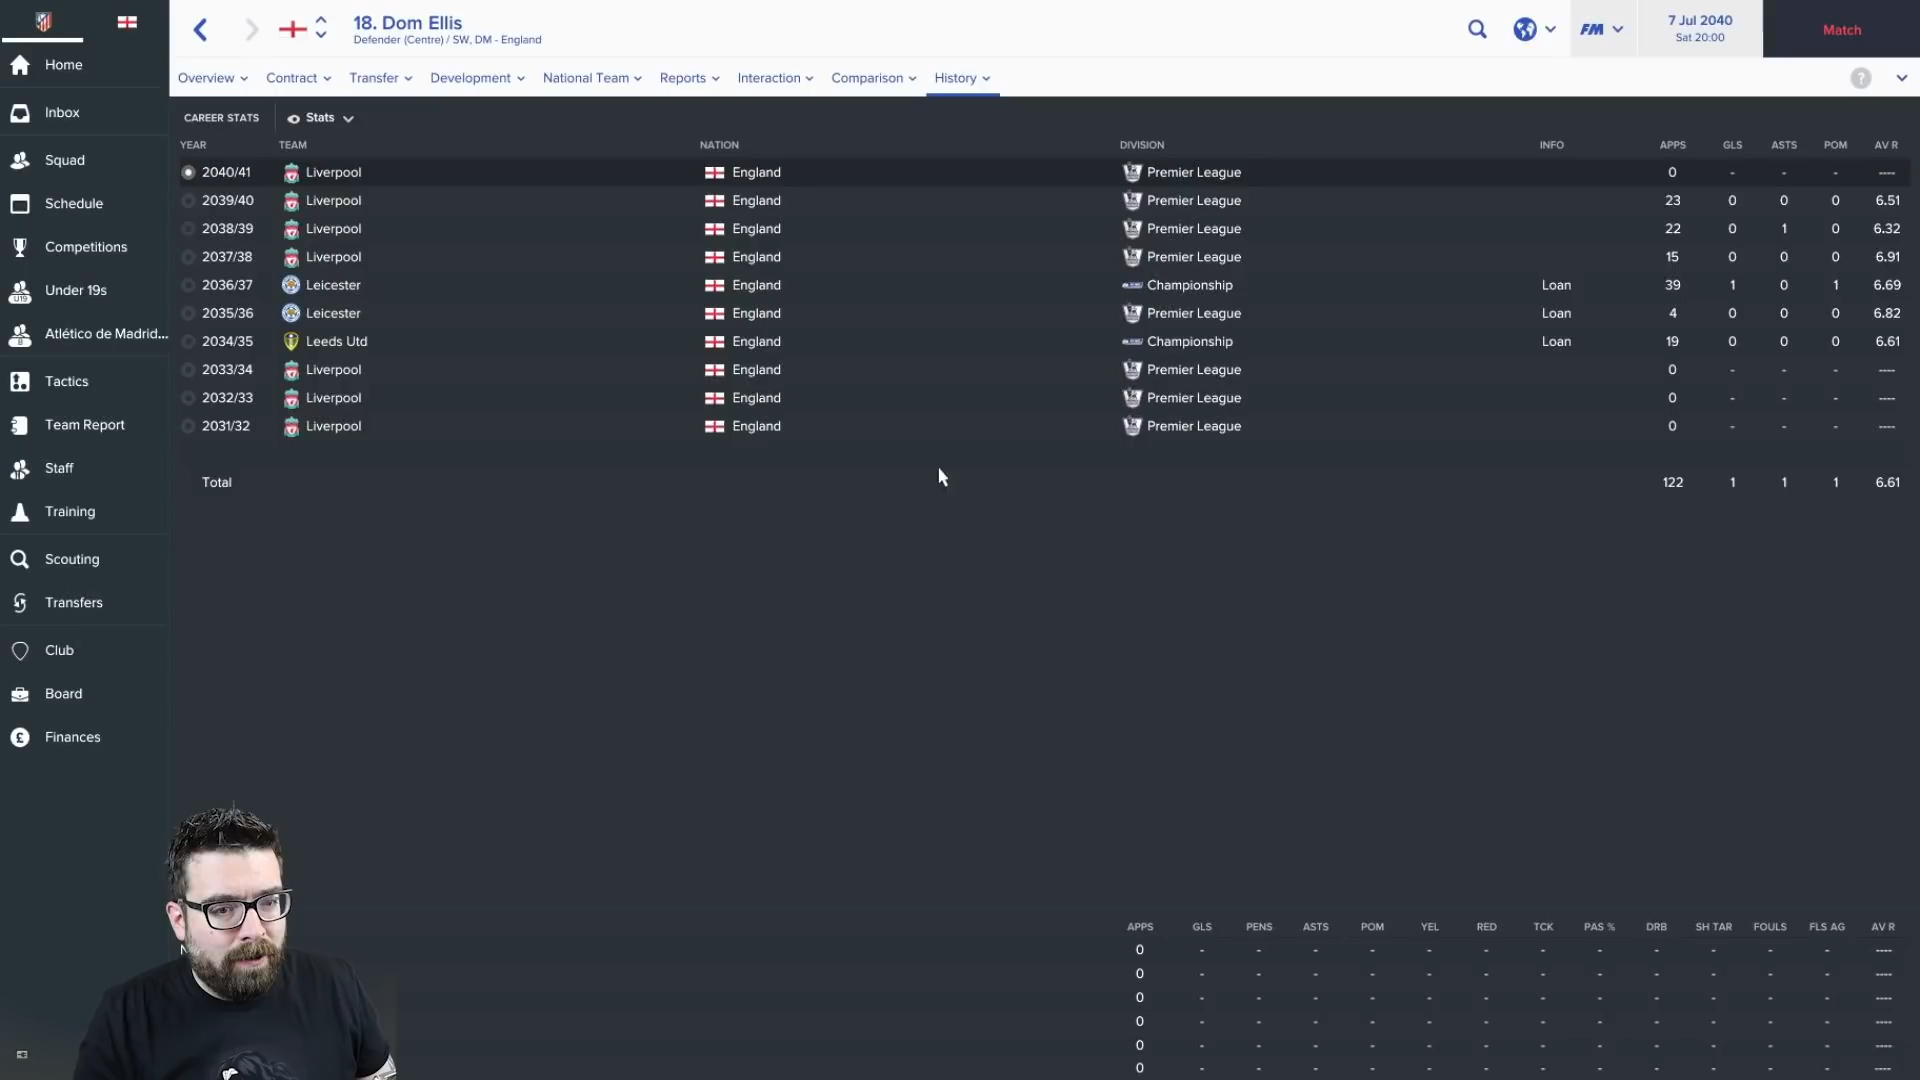 18. Dom Ellis
Defender (Centre) / SW, DM - England
FM
7 Jul 2040
Sat 20:00
Match
Overview Contract Transfer Development National Team Reports Interaction Comparison History ?
Home
Inbox
Squad
Schedule
Competitions
Under 19s
Atlético de Madrid...
Tactics
Team Report
Staff
Training
Scouting
Transfers
Club
Board
Finances
CAREER STATS Stats
YEAR TEAM NATION DIVISION INFO APPS GLS ASTS POM AV R
2040/41 Liverpool England Premier League 0 - - - ----
2039/40 Liverpool England Premier League 23 0 0 0 6.51
2038/39 Liverpool England Premier League 22 0 1 0 6.32
2037/38 Liverpool England Premier League 15 0 0 0 6.91
2036/37 Leicester England Championship Loan 39 1 0 1 6.69
2035/36 Leicester England Premier League Loan 4 0 0 0 6.82
2034/35 Leeds Utd England Championship Loan 19 0 0 0 6.61
2033/34 Liverpool England Premier League 0 - - - ----
2032/33 Liverpool England Premier League 0 - - - ----
2031/32 Liverpool England Premier League 0 - - - ----
Total 122 1 1 1 6.61
APPS GLS PENS ASTS POM YEL RED TCK PAS % DRB SH TAR FOULS FLS AG AV R
0 - - - - - - - - - - - - ----
0 - - - - - - - - - - - - ----
0 - - - - - - - - - - - - ----
0 - - - - - - - - - - - - ----
0 - - - - - - - - - - - - ----
0 - - - - - - - - - - - - ----